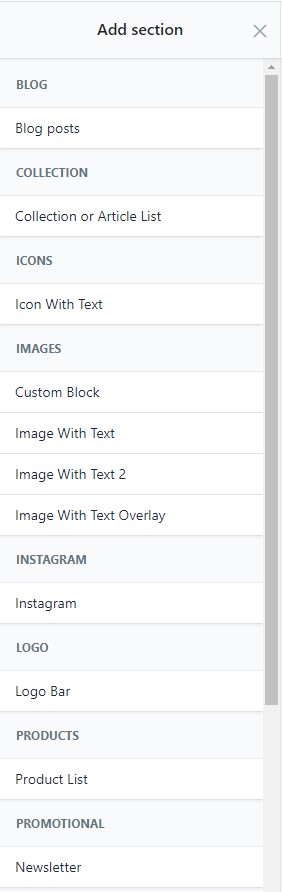 Add section
BLOG
Blog posts
COLLECTION
Collection or Article List
ICONS
Icon With Text
IMAGES
Custom Block
Image With Text
Image With Text 2
Image With Text Overlay
INSTAGRAM
Instagram
LOGO
Logo Bar
PRODUCTS
Product List
PROMOTIONAL
Newsletter